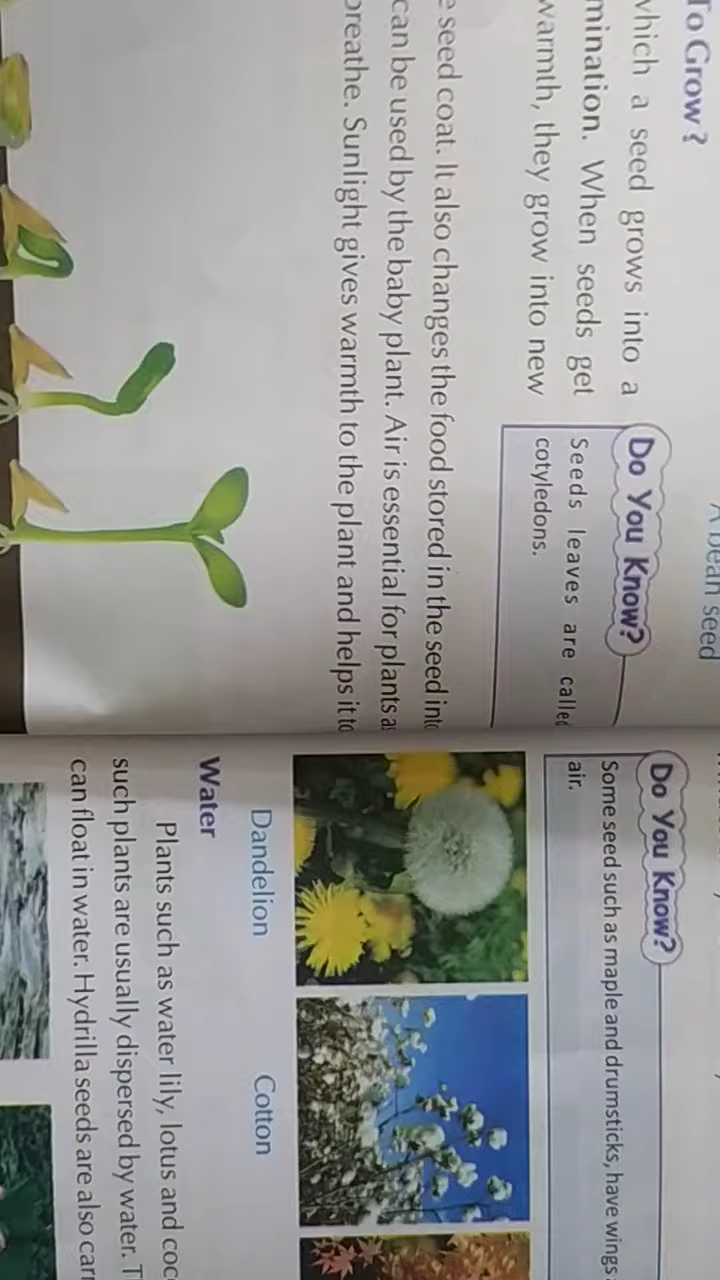 To Grow?
which a seed grows into a
mination. When seeds get
warmth, they grow into new
seed coat. It also changes the food stored in the seed into
can be used by the baby plant. Air is essential for plants
breathe. Sunlight gives warmth to the plant and helps it to
A bean seed
Do You Know?
Seeds leaves are called
cotyledons.
Do You Know?
Some seed such as maple and drumsticks, have wings
air.
Dandelion
Cotton
Water
Plants such as water lily, lotus and
such plants are usually dispersed by water.
can float in water. Hydrilla seeds are also